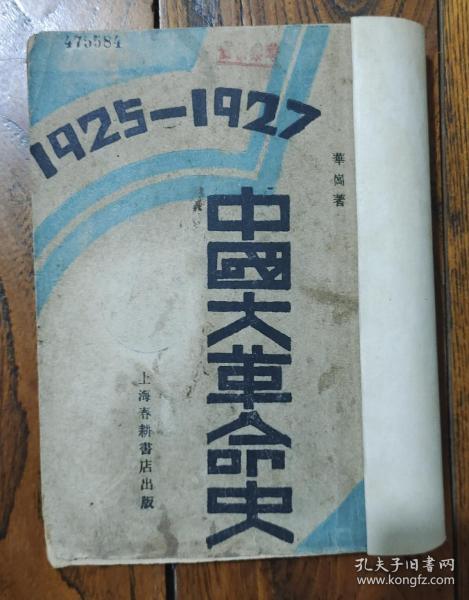 475584
1925—1927
華崗著
中國大革命史
上海春耕書店出版
孔夫子旧书网
www.kongfz.com